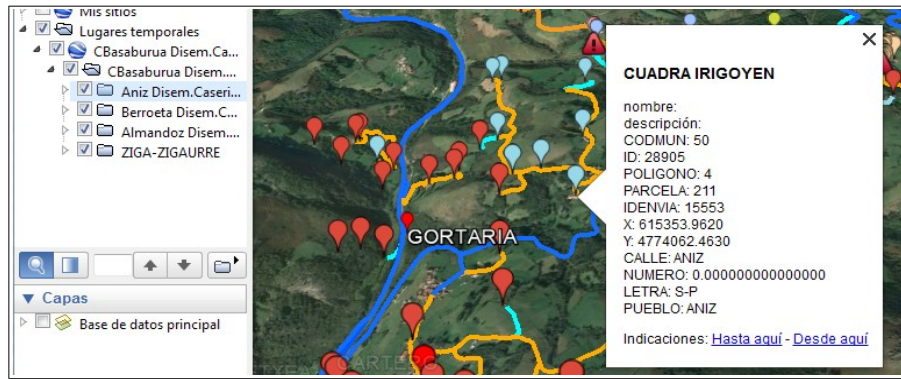 Mis sitios
Lugares temporales
CBasaburua Disem.Ca...
CBasaburua Disem....
Aniz Disem.Caseri...
Berroeta Disem.C...
Almandoz Disem....
ZIGA-ZIGAURRE
Capas
Base de datos principal
GORTARIA
CARTERO
CUADRA IRIGOYEN
nombre:
descripción:
CODMUN: 50
ID: 28905
POLIGONO: 4
PARCELA: 211
IDENVIA: 15553
X: 615353.9620
Y: 4774062.4630
CALLE: ANIZ
NUMERO: 0.000000000000000
LETRA: S-P
PUEBLO: ANIZ
Indicaciones: Hasta aquí - Desde aquí